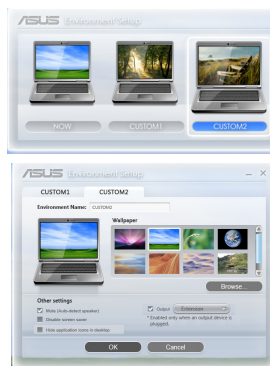 /SUS Environment Setup
NOW
CUSTOM1
CUSTOM2
/SUS Environment Setup
CUSTOM1
CUSTOM2
Environment Name: CUSTOM2
Wallpaper
Browse...
Other settings
Mute (Auto-detect speaker)
Disable screen saver
Hide application icons in desktop
Output Extension
* Enabled only when an output device is
plugged.
OK
Cancel